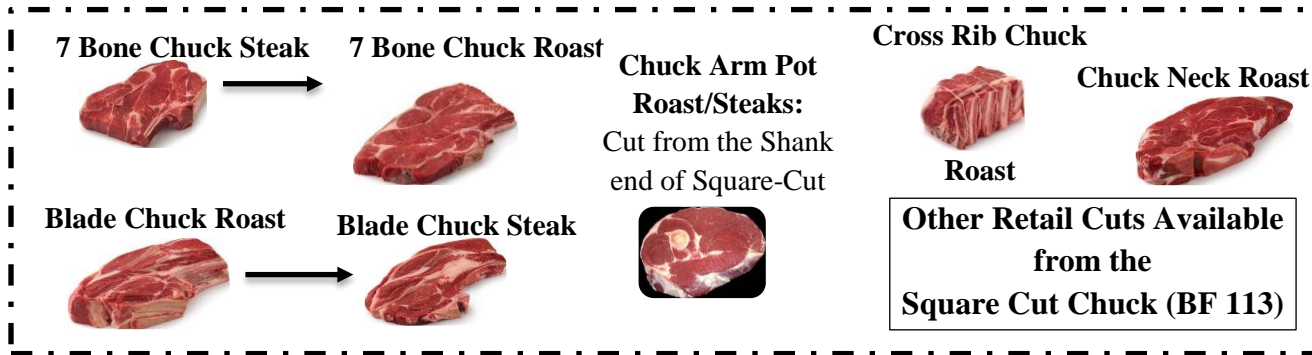 7 Bone Chuck Steak
7 Bone Chuck Roast
Blade Chuck Roast
Blade Chuck Steak
Chuck Arm Pot
Roast/Steaks:
Cut from the Shank
end of Square-Cut
Cross Rib Chuck
Roast
Chuck Neck Roast
Other Retail Cuts Available
from the
Square Cut Chuck (BF 113)